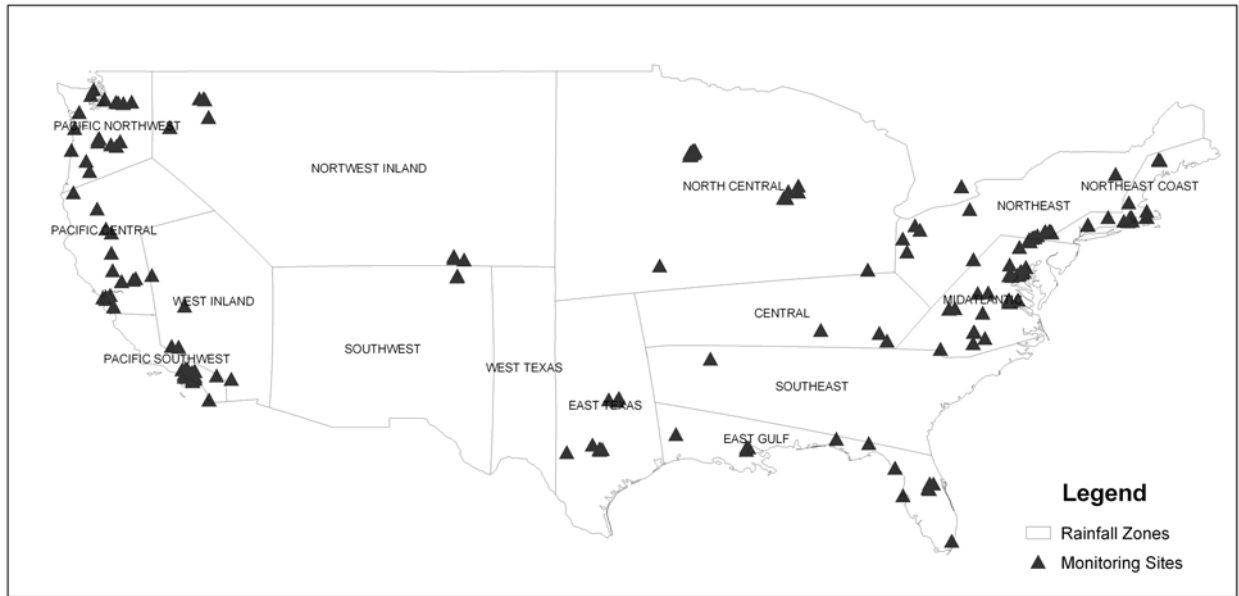 PACIFIC NORTHWEST
NORTWEST INLAND
NORTH CENTRAL
NORTHEAST COAST
NORTHEAST
PACIFIC CENTRAL
WEST INLAND
MIDATLANTIC
CENTRAL
SOUTHWEST
PACIFIC SOUTHWEST
WEST TEXAS
SOUTHEAST
EAST TEXAS
EAST GULF
Legend
Rainfall Zones
Monitoring Sites